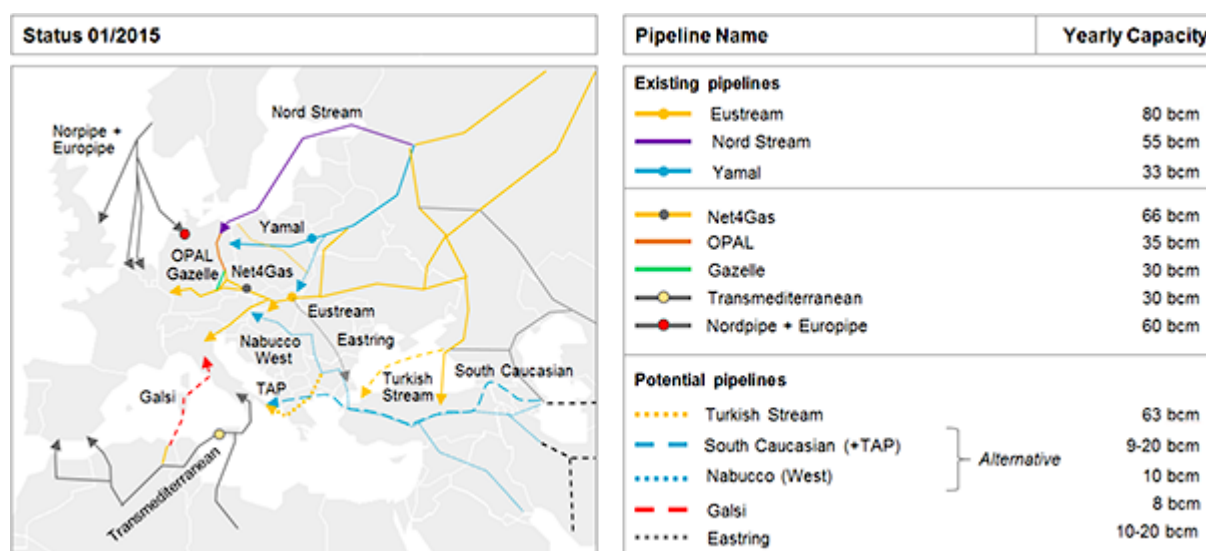 Status 01/2015
Nord Stream
Norpipe +
Europipe
Yamal
OPAL
Gazelle
Net4Gas
Eustream
Nabucco
West
Eastring
TAP
Turkish
Stream
South Caucasian
Galsi
Transmediterranean
Pipeline Name Yearly Capacity
Existing pipelines
Eustream 80 bcm
Nord Stream 55 bcm
Yamal 33 bcm
Net4Gas 66 bcm
OPAL 35 bcm
Gazelle 30 bcm
Transmediterranean 30 bcm
Nordpipe + Europipe 60 bcm
Potential pipelines
Turkish Stream 63 bcm
South Caucasian (+TAP) 9-20 bcm
Alternative
Nabucco (West) 10 bcm
Galsi 8 bcm
Eastring 10-20 bcm